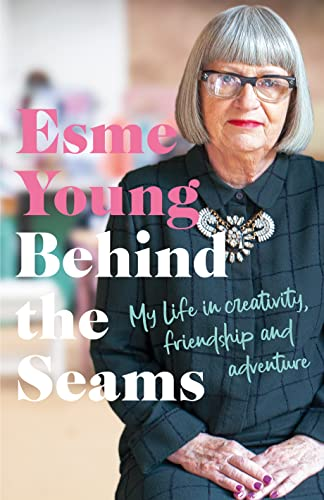 Esme
Young
Behind
the
Seams
My life in creativity,
friendship and
adventure